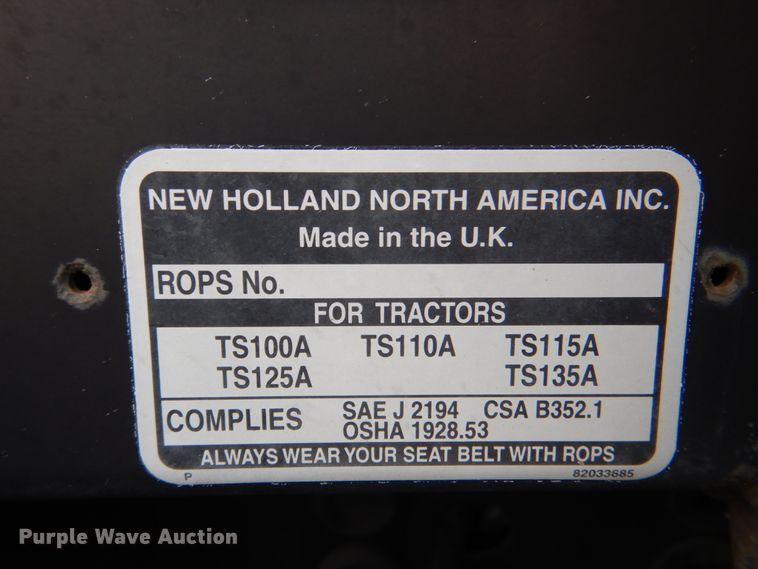 NEW HOLLAND NORTH AMERICA INC.
Made in the U.K.
ROPS No.
FOR TRACTORS
TS100A TS110A TS115A
TS125A TS135A
COMPLIES SAE J 2194 CSA B352.1
OSHA 1928.53
ALWAYS WEAR YOUR SEAT BELT WITH ROPS
P 82033685
Purple Wave Auction